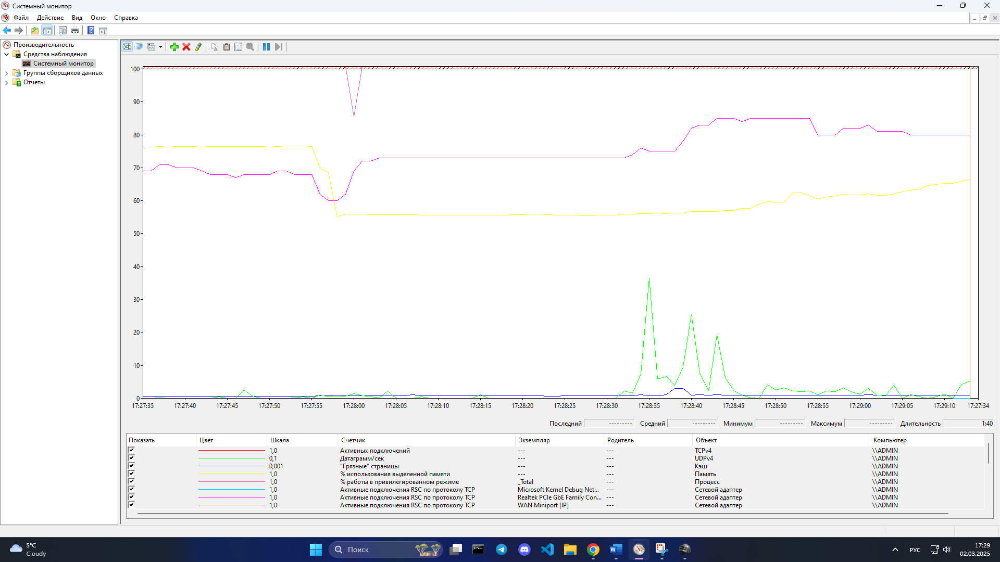 Системный монитор
Файл Действие Вид Окно Справка
Производительность
Средства наблюдения
Системный монитор
Группы сборщиков данных
Отчеты
100
90
80
70
60
50
40
30
20
10
0
17:27:35 17:27:40 17:27:45 17:27:50 17:27:55 17:28:00 17:28:05 17:28:10 17:28:15 17:28:20 17:28:25 17:28:30 17:28:35 17:28:40 17:28:45 17:28:50 17:28:55 17:29:00 17:29:05 17:29:10 17:27:34
Последний --------- Средний --------- Минимум --------- Максимум --------- Длительность 1:40
Показать Цвет Шкала Счетчик Экземпляр Родитель Объект Компьютер
1,0 Активных подключений --- --- TCPv4 \\ADMIN
0,1 Датаграмм/сек --- --- UDPv4 \\ADMIN
0,001 "Грязные" страницы --- --- Кэш \\ADMIN
1,0 % использования выделенной памяти --- --- Память \\ADMIN
1,0 % работы в привилегированном режиме _Total --- Процесс \\ADMIN
1,0 Активные подключения RSC по протоколу TCP Microsoft Kernel Debug Net... --- Сетевой адаптер \\ADMIN
1,0 Активные подключения RSC по протоколу TCP Realtek PCIe GbE Family Con... --- Сетевой адаптер \\ADMIN
1,0 Активные подключения RSC по протоколу TCP WAN Miniport [IP] --- Сетевой адаптер \\ADMIN
5°C
Cloudy
Поиск
РУС
17:29
02.03.2025